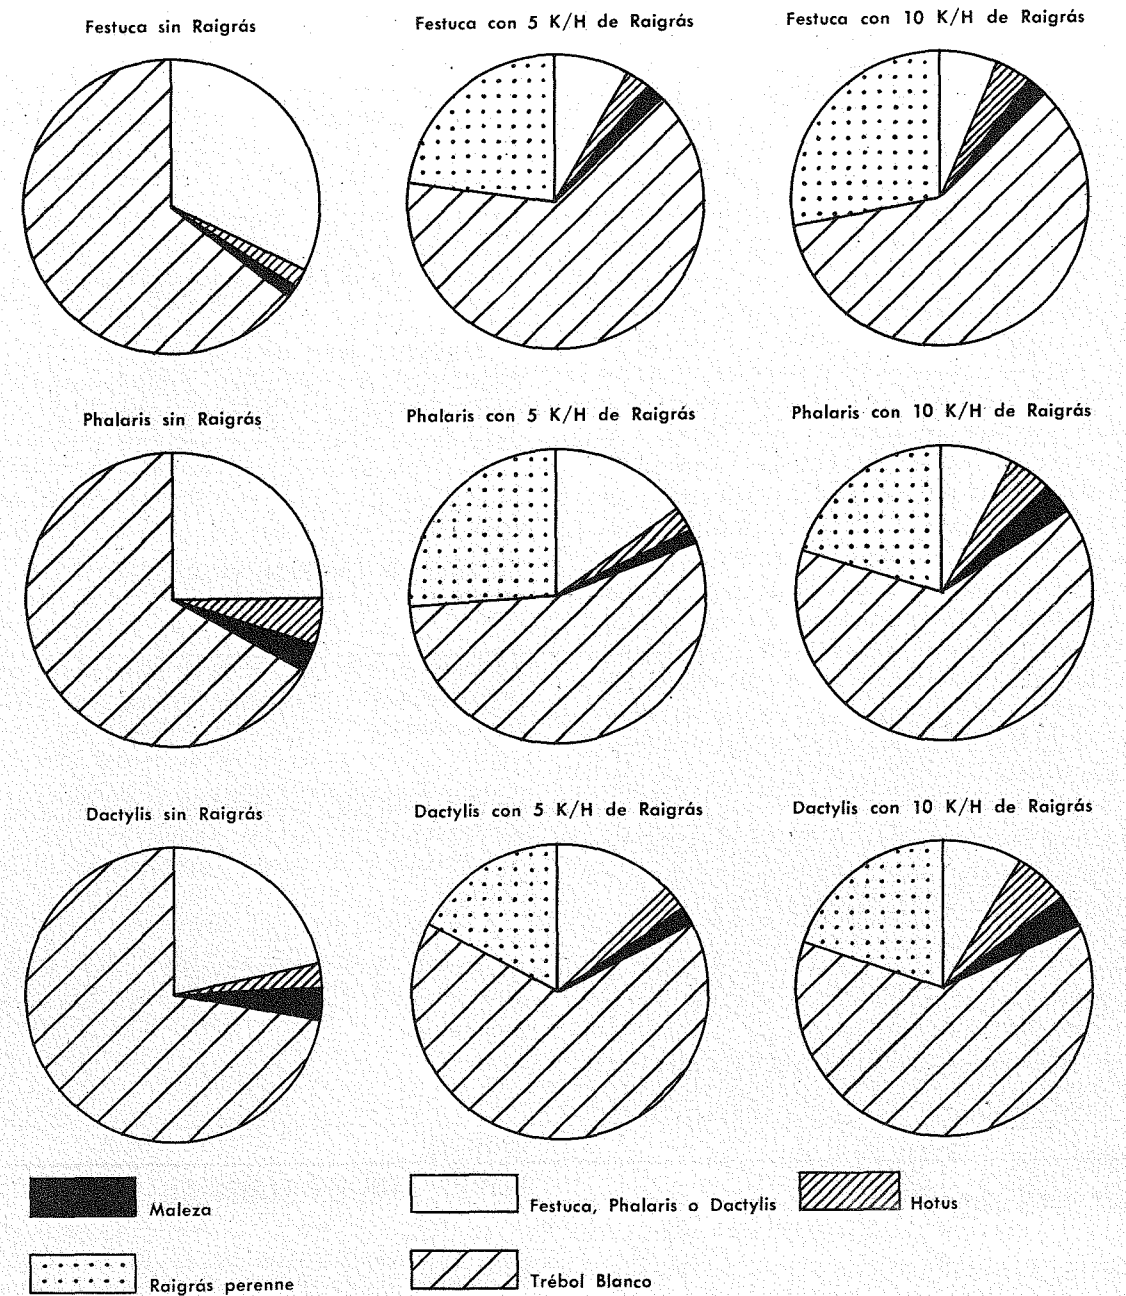 Festuca sin Raigrás
Festuca con 5 K/H de Raigrás
Festuca con 10 K/H de Raigrás
Phalaris sin Raigrás
Phalaris con 5 K/H de Raigrás
Phalaris con 10 K/H de Raigrás
Dactylis sin Raigrás
Dactylis con 5 K/H de Raigrás
Dactylis con 10 K/H de Raigrás
Maleza
Festuca, Phalaris o Dactylis
Hotus
Raigrás perenne
Trébol Blanco